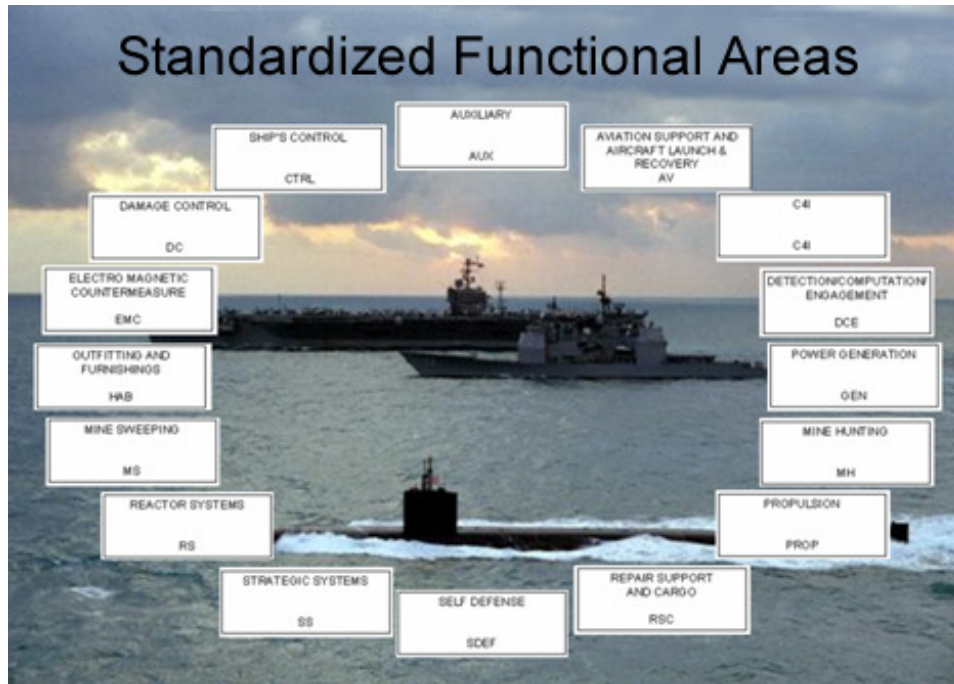 Standardized Functional Areas
AUXILIARY
AUX
SHIP'S CONTROL
CTRL
AVIATION SUPPORT AND
AIRCRAFT LAUNCH &
RECOVERY
AV
DAMAGE CONTROL
DC
C4I
C4I
ELECTRO MAGNETIC
COUNTERMEASURE
EMC
DETECTION/COMPUTATION/
ENGAGEMENT
DCE
OUTFITTING AND
FURNISHINGS
HAB
POWER GENERATION
GEN
MINE SWEEPING
MS
MINE HUNTING
MH
REACTOR SYSTEMS
RS
PROPULSION
PROP
STRATEGIC SYSTEMS
SS
SELF DEFENSE
SDEF
REPAIR SUPPORT
AND CARGO
RSC